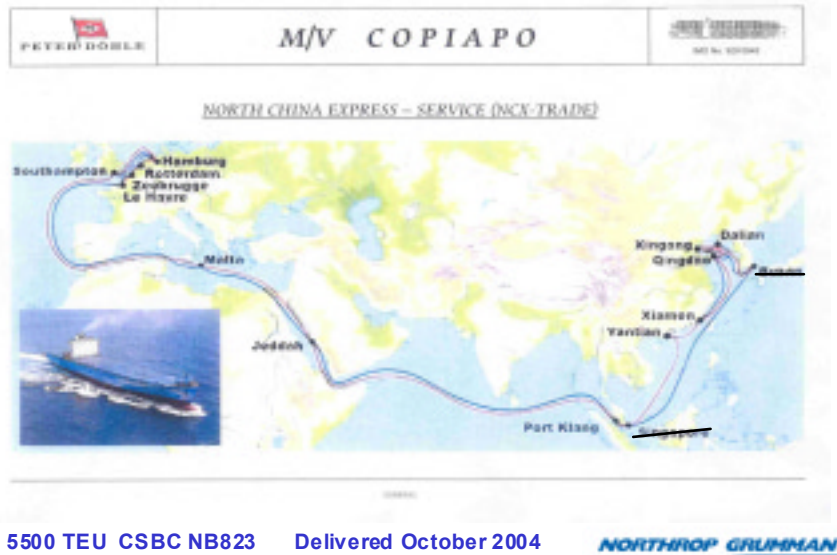 PETER DÖHLE
M/V COPIAPO
NORTH CHINA EXPRESS – SERVICE (NCX-TRADE)
Hamburg
Southampton
Rotterdam
Zeebrugge
Le Havre
Malta
Jeddah
Dalian
Xingang
Qingdao
Xiamen
Yantian
Port Klang
Singapore
5500 TEU CSBC NB823 Delivered October 2004
NORTHROP GRUMMAN